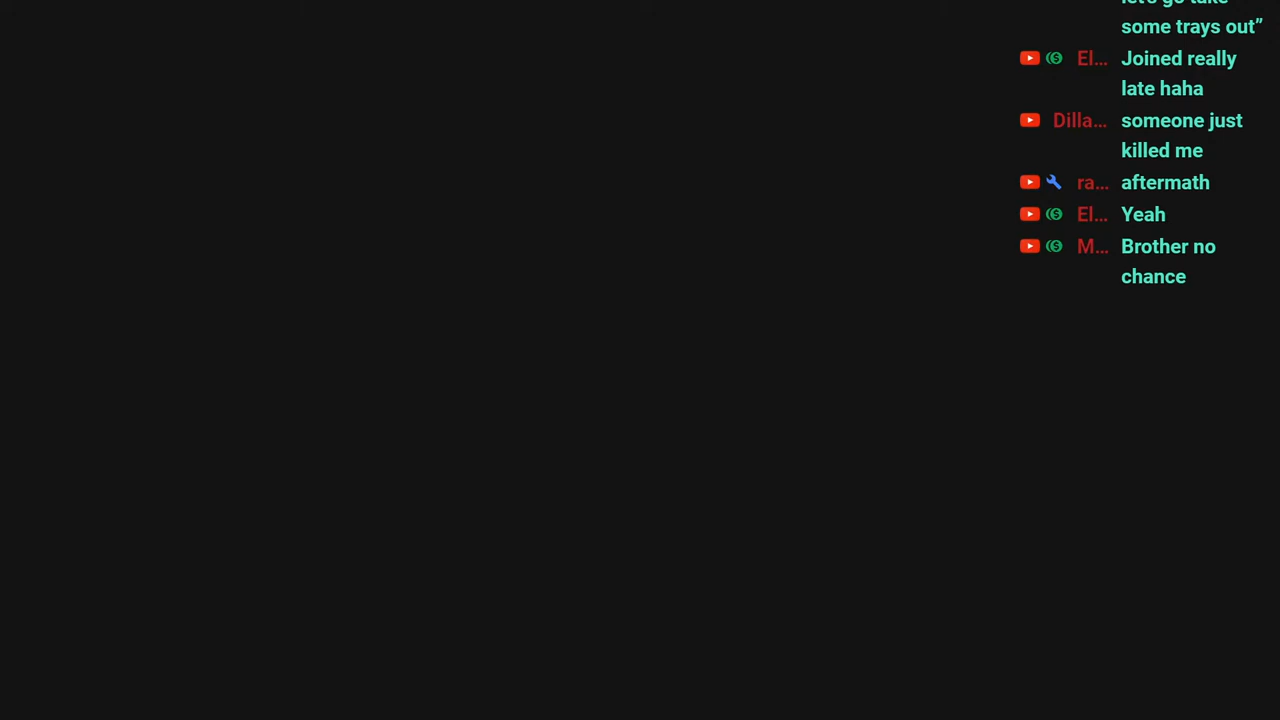 some trays out”
El... Joined really
late haha
Dilla... someone just
killed me
ra... aftermath
El... Yeah
M... Brother no
chance